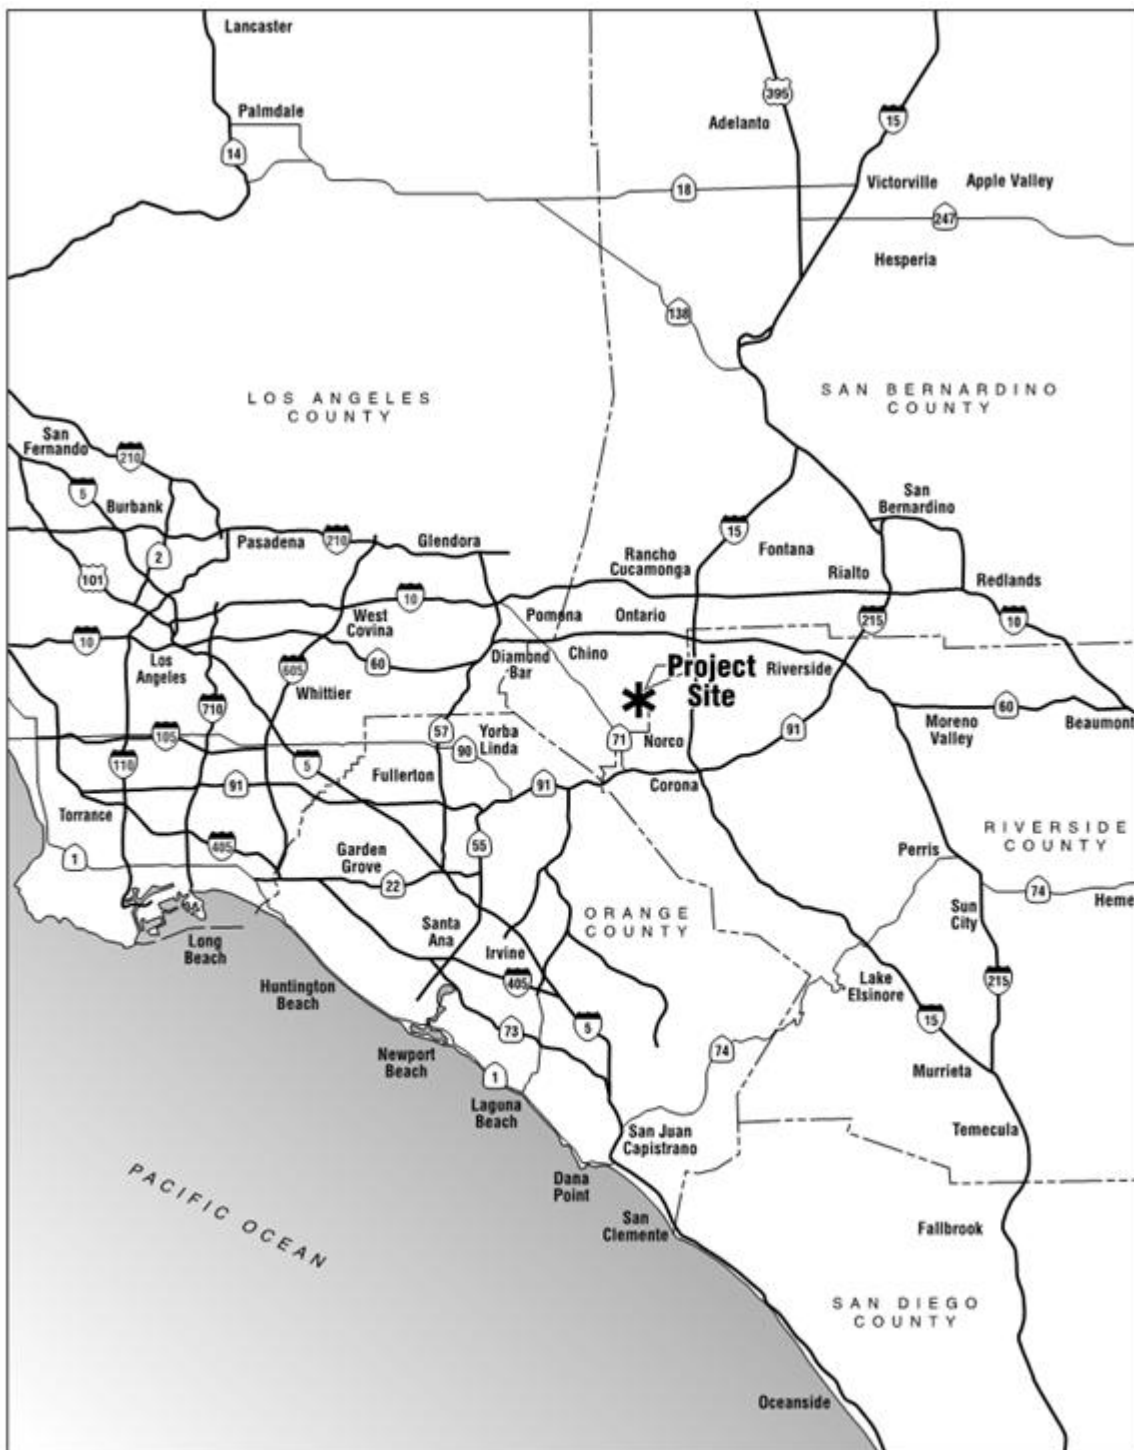 Lancaster
395
15
Palmdale
Adelanto
14
18
Victorville
Apple Valley
247
Hesperia
138
LOS ANGELES
COUNTY
SAN BERNARDINO
COUNTY
San
Fernando
210
5
Burbank
San
Bernardino
15
2
Pasadena
210
Glendora
Rancho
Cucamonga
Fontana
101
Rialto
Redlands
10
West
Covina
Pomona
Ontario
215
10
10
Los
Angeles
605
60
Diamond
Bar
Chino
Project
Site
Riverside
Whittier
710
57
Yorba
Linda
90
71
Norco
91
60
Moreno
Valley
Beaumont
105
110
5
Fullerton
91
91
Corona
Torrance
1
405
Garden
Grove
22
55
Perris
RIVERSIDE
COUNTY
74
Heme
Sun
City
ORANGE
COUNTY
Santa
Ana
Irvine
Long
Beach
405
Huntington
Beach
Lake
Elsinore
215
15
73
5
74
Newport
Beach
1
Laguna
Beach
Murrieta
San Juan
Capistrano
Temecula
Dana
Point
PACIFIC OCEAN
San
Clemente
Fallbrook
SAN DIEGO
COUNTY
Oceanside